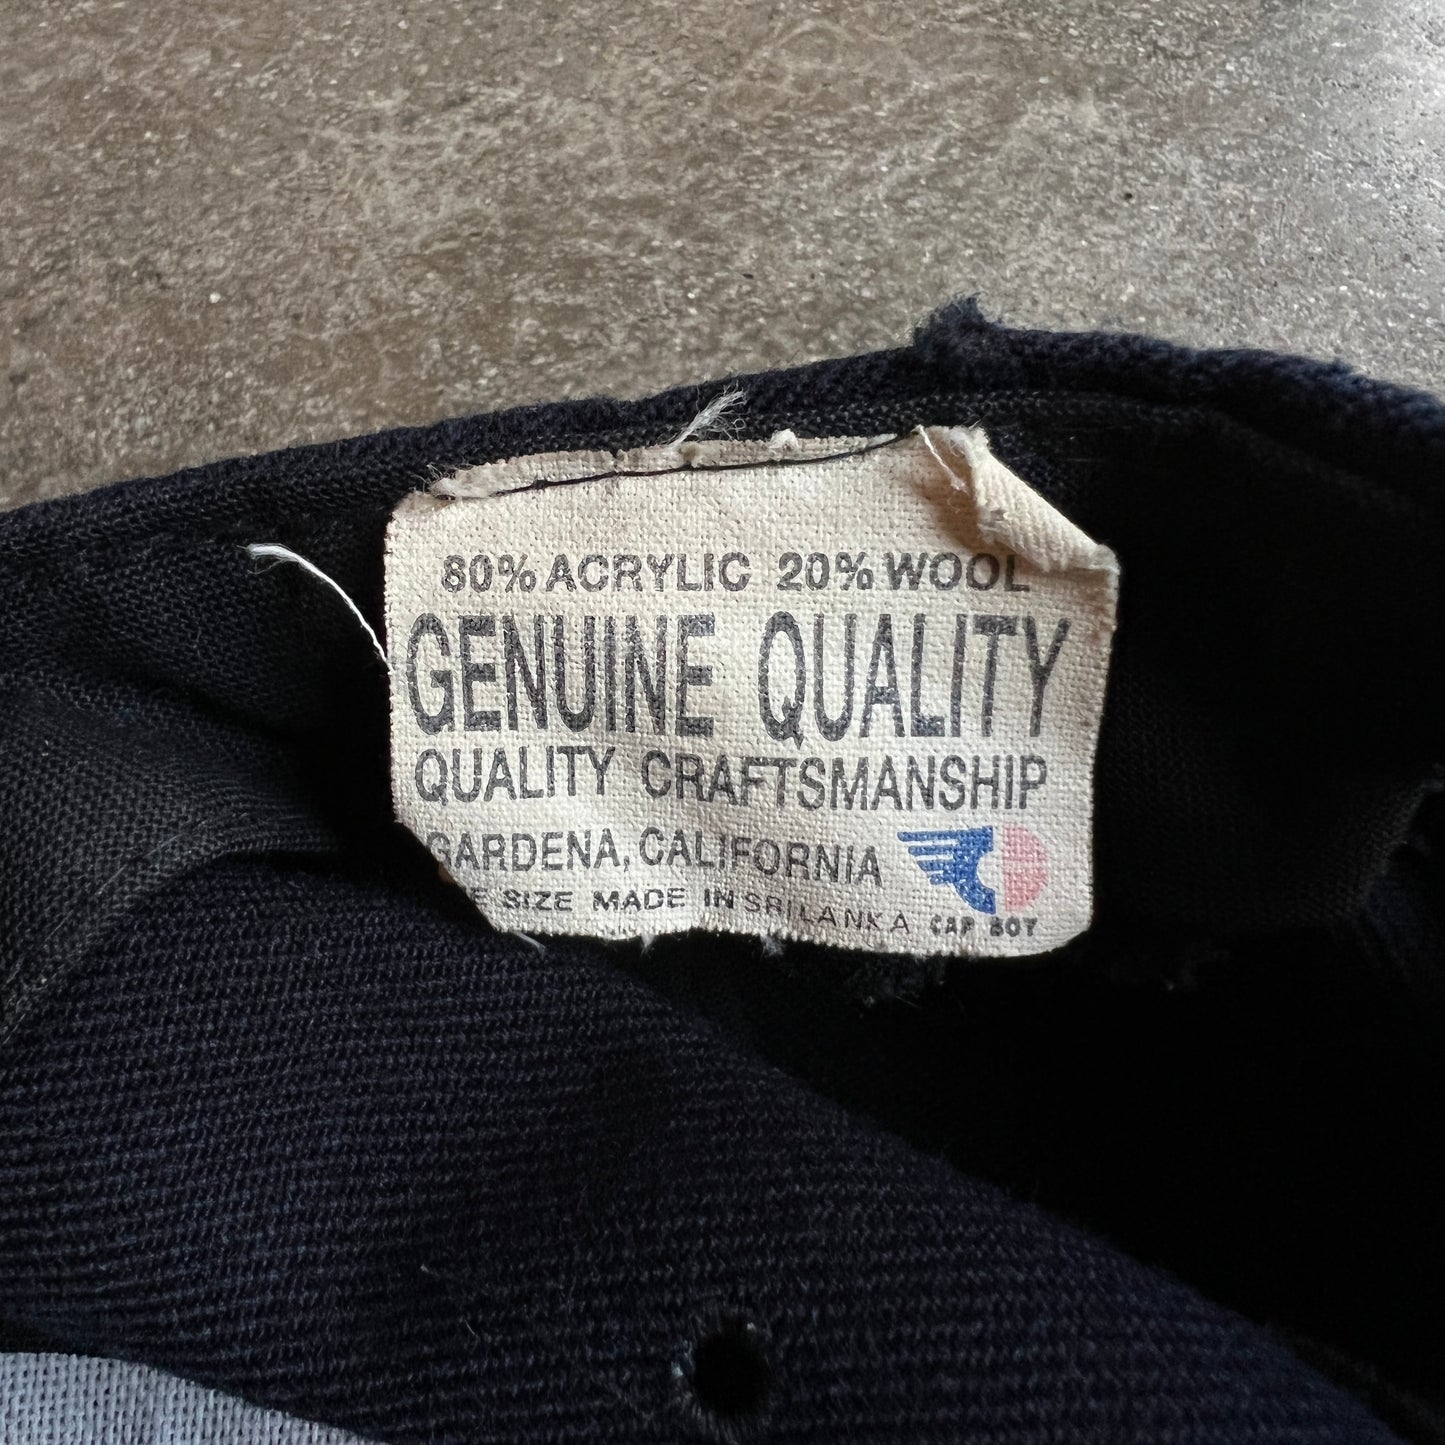 80% ACRYLIC 20% WOOL
GENUINE QUALITY
QUALITY CRAFTSMANSHIP
GARDENA, CALIFORNIA
SIZE MADE IN SRI LANKA
CAP BOY